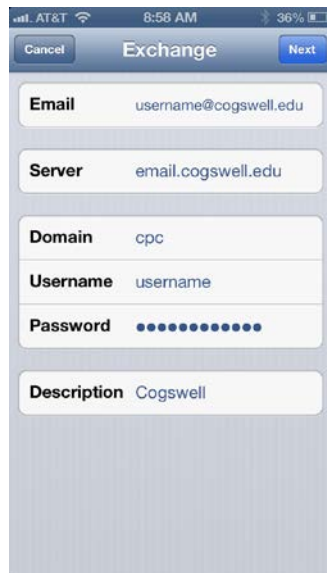 AT&T 8:58 AM 36%
Cancel Exchange Next
Email username@cogswell.edu
Server email.cogswell.edu
Domain cpc
Username username
Password ●●●●●●●●●●●●
Description Cogswell